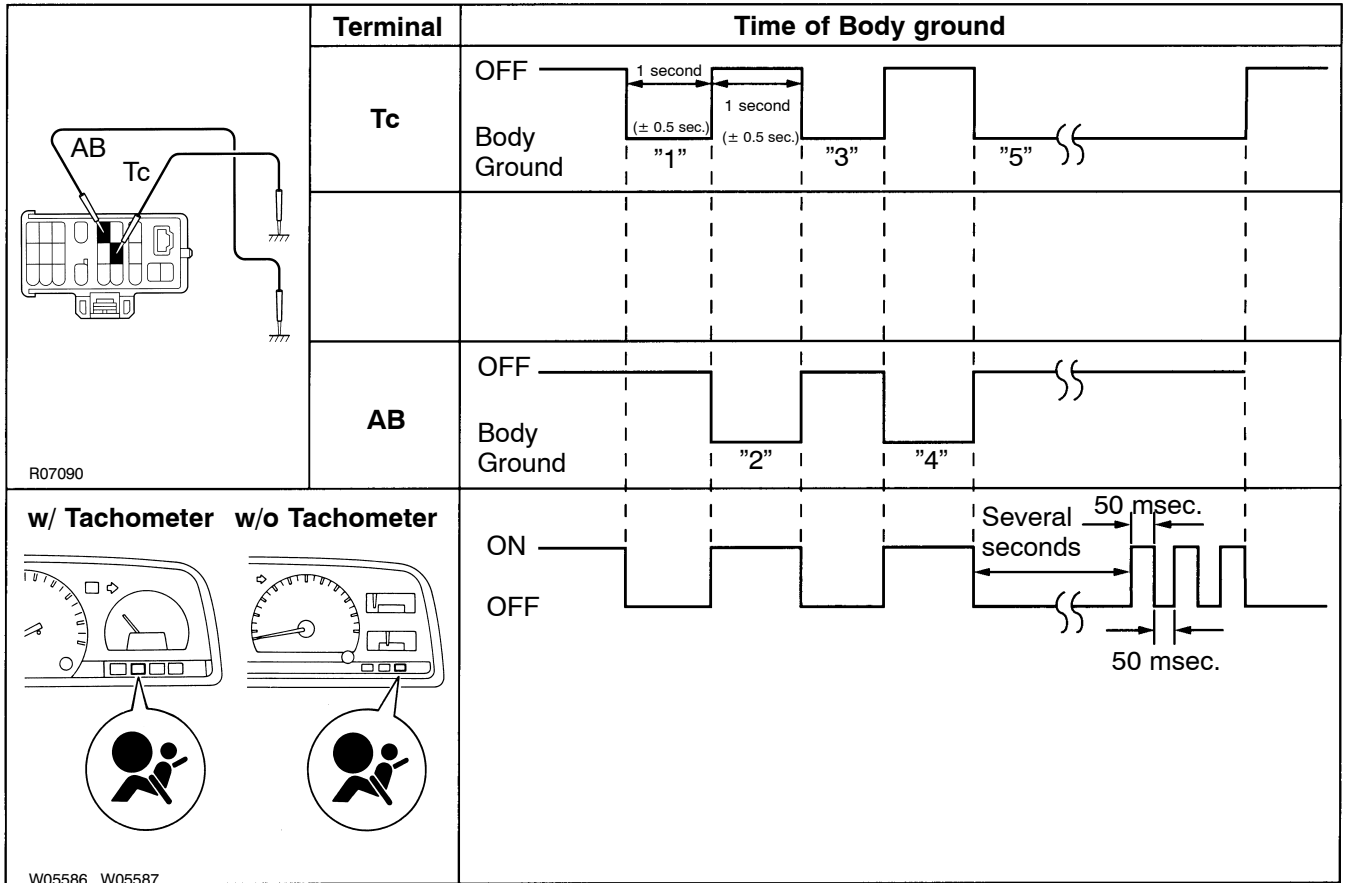 Terminal
Time of Body ground
AB
Tc
R07090
Tc
OFF
1 second
(± 0.5 sec.)
1 second
(± 0.5 sec.)
Body
Ground
”1”
”3”
”5”
AB
OFF
Body
Ground
”2”
”4”
w/ Tachometer w/o Tachometer
ON
OFF
Several
seconds
50 msec.
50 msec.
W05586 W05587